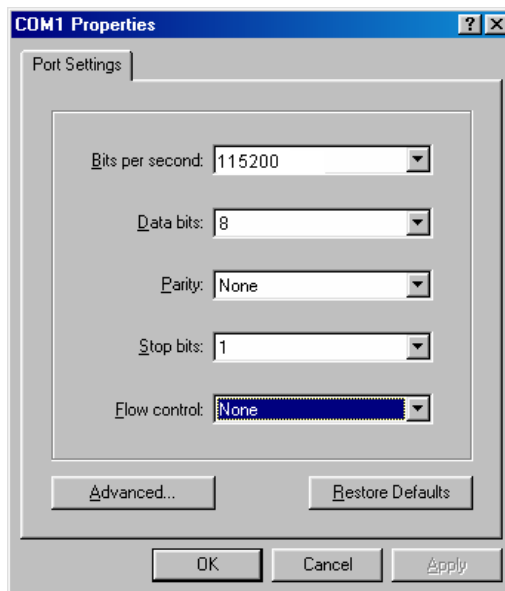 COM1 Properties
Port Settings
Bits per second: 115200
Data bits: 8
Parity: None
Stop bits: 1
Flow control: None
Advanced... Restore Defaults
OK Cancel Apply